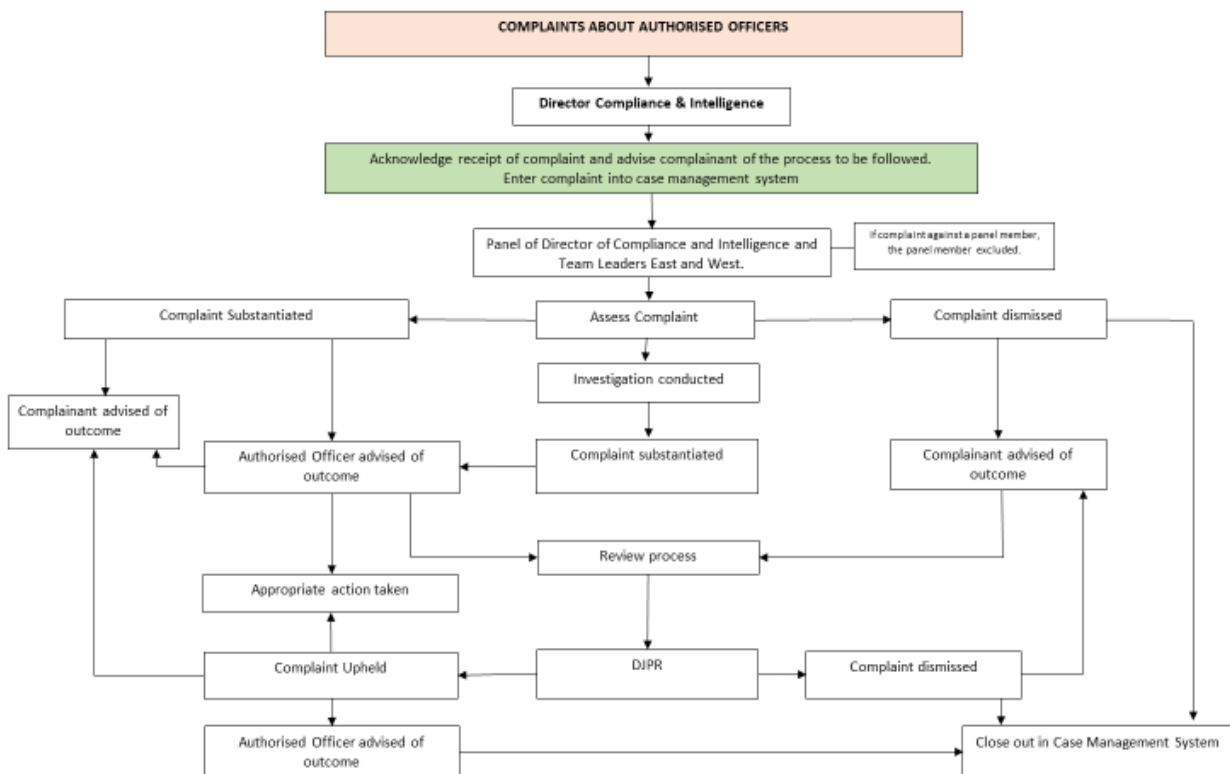 COMPLAINTS ABOUT AUTHORISED OFFICERS
Director Compliance & Intelligence
Acknowledge receipt of complaint and advise complainant of the process to be followed.
Enter complaint into case management system
Panel of Director of Compliance and Intelligence and
Team Leaders East and West.
If complaint against a panel member,
the panel member excluded.
Complaint Substantiated
Assess Complaint
Complaint dismissed
Investigation conducted
Complainant advised of
outcome
Authorised Officer advised of
outcome
Complaint substantiated
Complainant advised of
outcome
Review process
Appropriate action taken
Complaint Upheld
DJPR
Complaint dismissed
Authorised Officer advised of
outcome
Close out in Case Management System